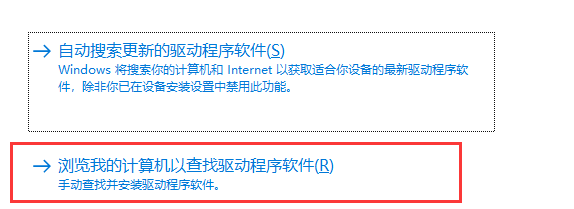 自动搜索更新的驱动程序软件(S)
Windows 将搜索你的计算机和 Internet 以获取适合你设备的最新驱动程序软
件，除非你已在设备安装设置中禁用此功能。
浏览我的计算机以查找驱动程序软件(R)
手动查找并安装驱动程序软件。